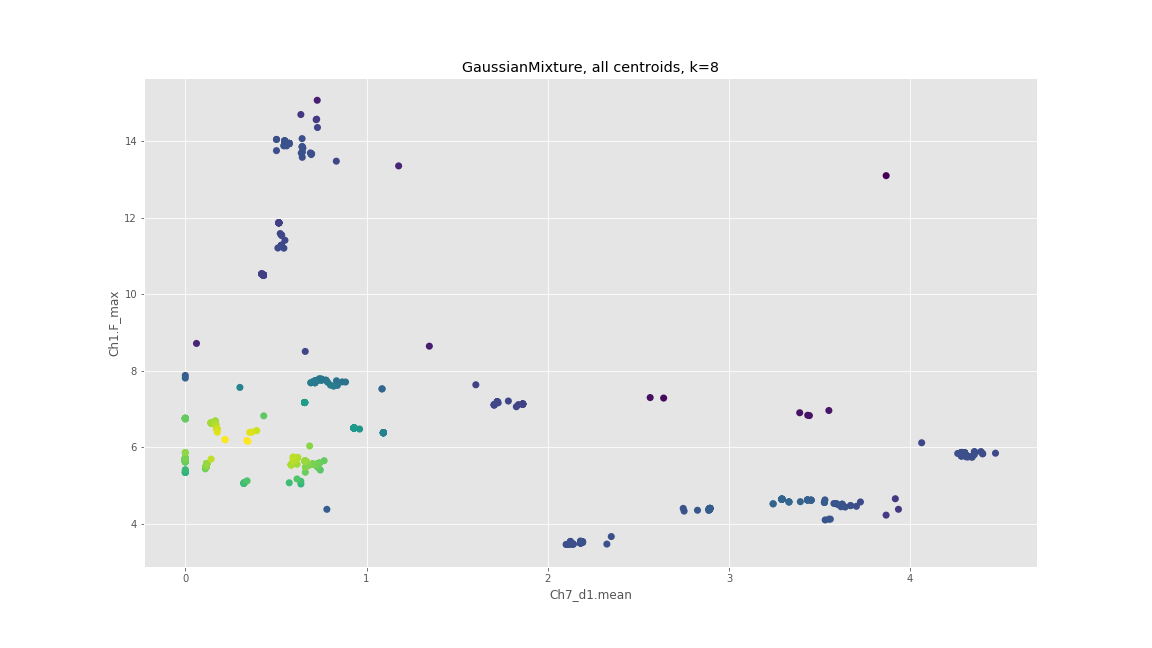 GaussianMixture, all centroids, k=8
14
12
10
8
6
4
Ch1.F_max
0 1 2 3 4
Ch7_d1.mean